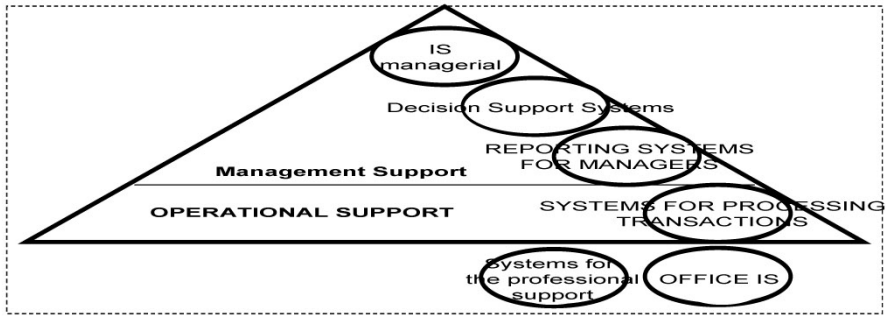 IS
managerial
Decision Support Systems
REPORTING SYSTEMS
FOR MANAGERS
Management Support
OPERATIONAL SUPPORT
SYSTEMS FOR PROCESSING
TRANSACTIONS
Systems for
the professional
support
OFFICE IS